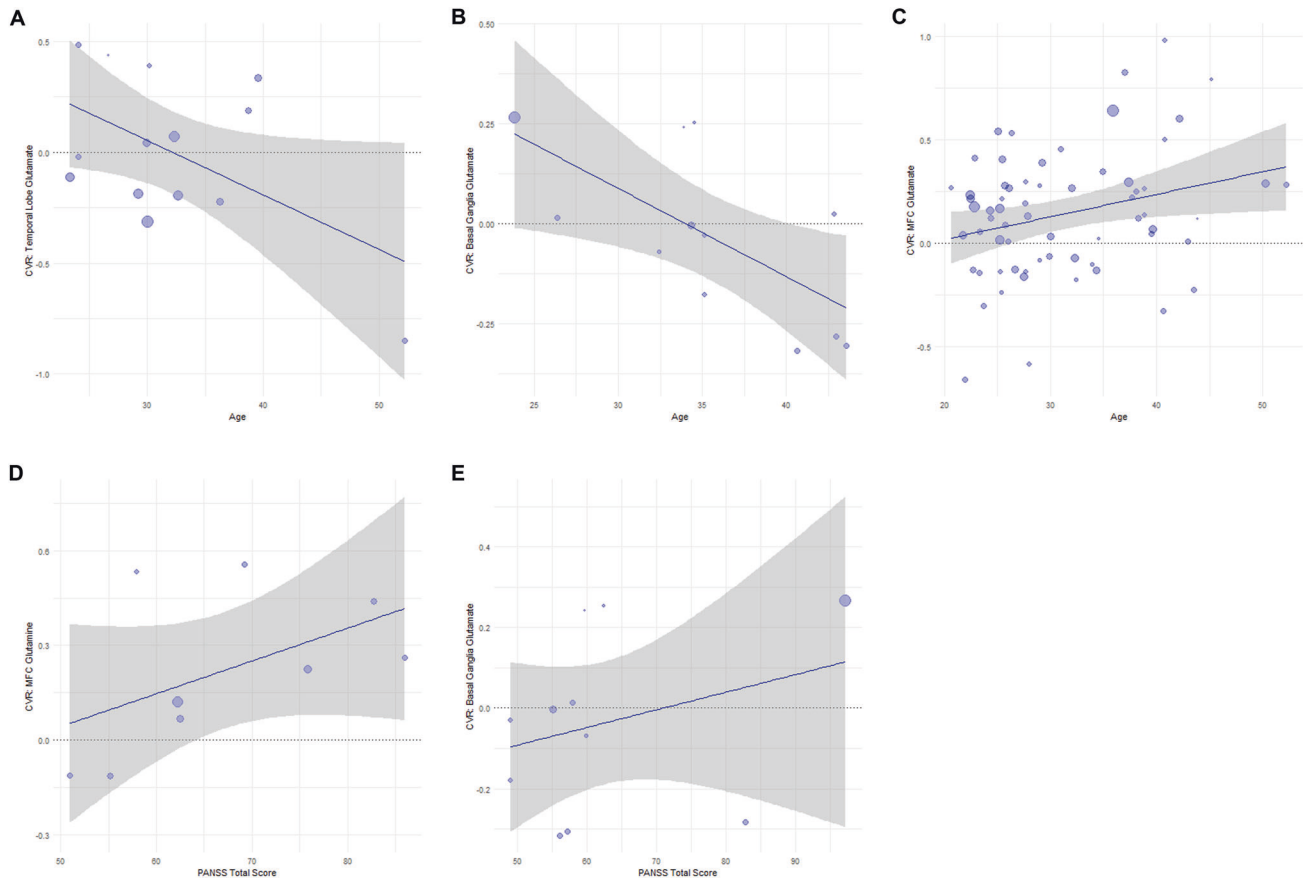 A
CVR: Temporal Lobe Glutamate
0.5
0.0
-0.5
-1.0
30
40
50
Age
B
CVR: Basal Ganglia Glutamate
0.50
0.25
0.00
-0.25
25
30
35
40
Age
C
CVR: MFC Glutamate
1.0
0.5
0.0
-0.5
20
30
40
50
Age
D
CVR: MFC Glutamine
0.6
0.3
0.0
-0.3
50
60
70
80
PANSS Total Score
E
CVR: Basal Ganglia Glutamate
0.4
0.2
0.0
-0.2
50
60
70
80
90
PANSS Total Score